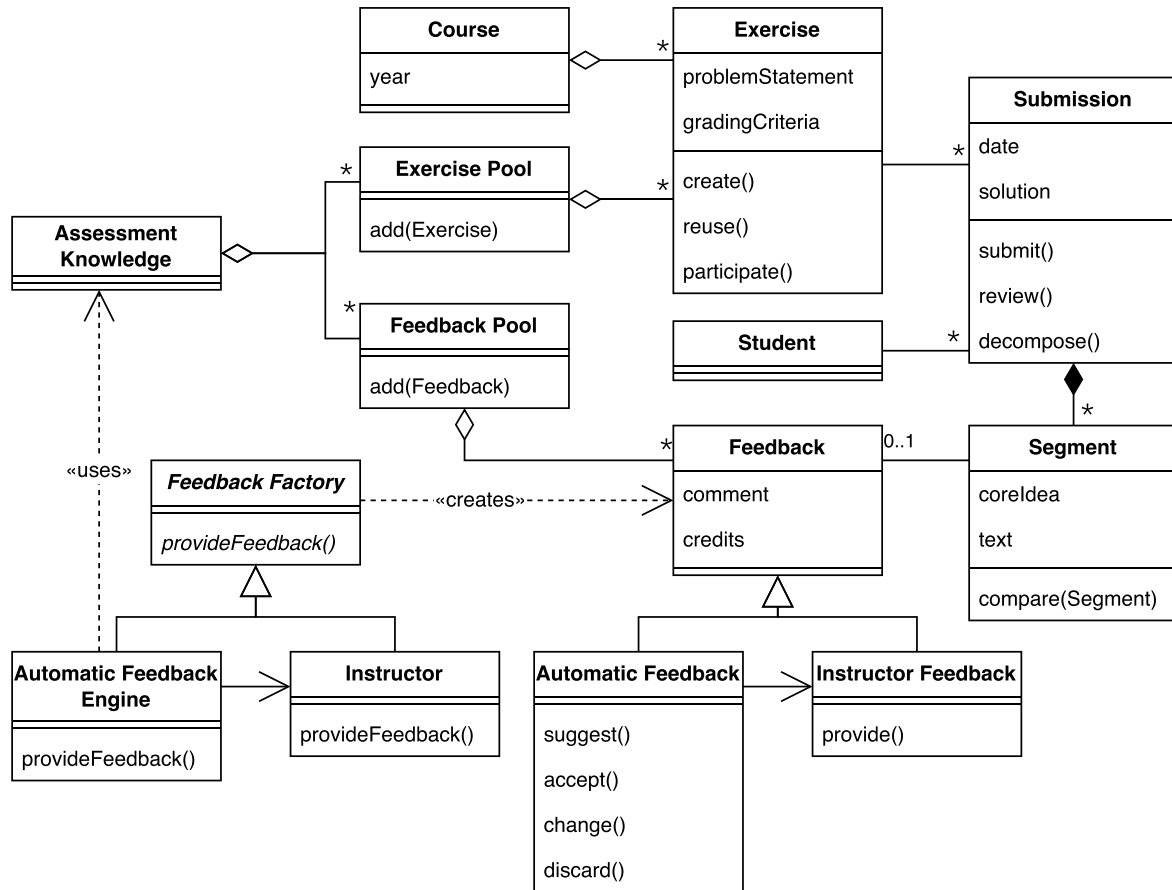 Course
year
*
Exercise
problemStatement
gradingCriteria
create()
reuse()
participate()
*
Submission
date
solution
submit()
review()
decompose()
*
Exercise Pool
add(Exercise)
*
Assessment
Knowledge
*
Feedback Pool
add(Feedback)
Student
*
*
*
Feedback
comment
credits
0..1
Segment
coreIdea
text
compare(Segment)
«uses»
Feedback Factory
provideFeedback()
«creates»
Automatic Feedback
Engine
provideFeedback()
Instructor
provideFeedback()
Automatic Feedback
suggest()
accept()
change()
discard()
Instructor Feedback
provide()